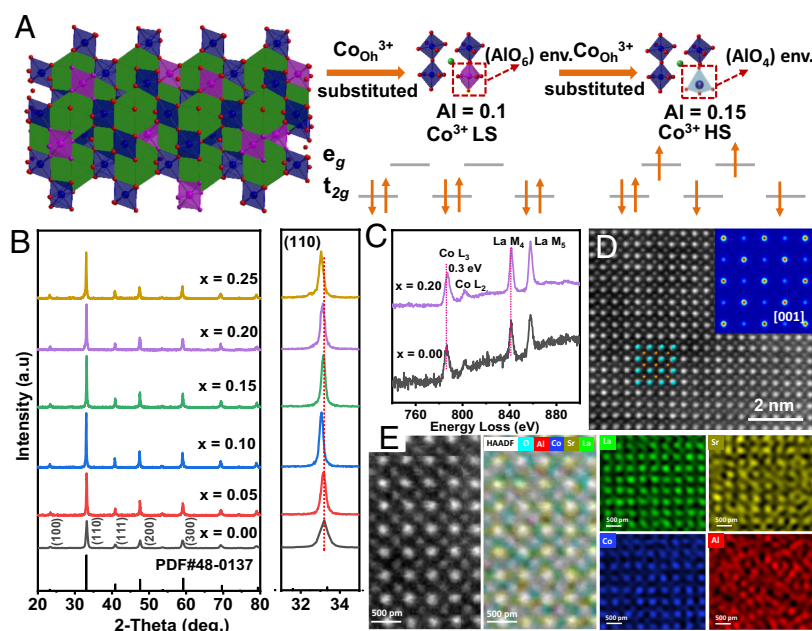 A
Co_Oh^3+
substituted
(AlO6) env.
Al = 0.1
Co^3+ LS
Co_Oh^3+
substituted
(AlO4) env.
Al = 0.15
Co^3+ HS
e_g
t_2g
B
Intensity (a.u)
x = 0.25
x = 0.20
x = 0.15
x = 0.10
x = 0.05
x = 0.00
(100)
(110)
(111)
(200)
(300)
PDF#48-0137
20 30 40 50 60 70 80
2-Theta (deg.)
(110)
32 34
C
Co L3
0.3 eV
Co L2
La M4
La M5
x = 0.20
x = 0.00
760 800 840 880
Energy Loss (eV)
D
[001]
2 nm
E
500 pm
HAADF O Al Co Sr La
500 pm
La
500 pm
Sr
500 pm
Co
500 pm
Al
500 pm